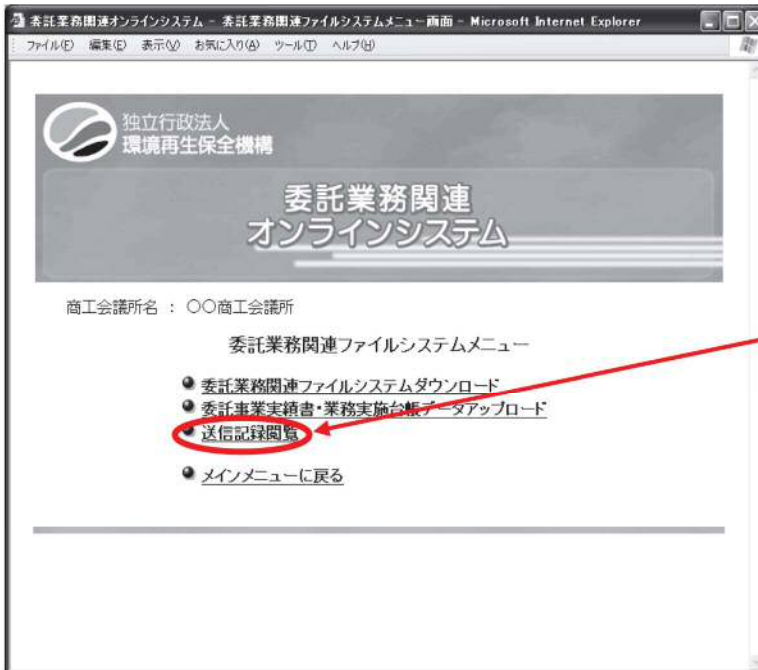 委託業務関連オンラインシステム - 委託業務関連ファイルシステムメニュー画面 - Microsoft Internet Explorer
ファイル(F) 編集(E) 表示(V) お気に入り(A) ツール(T) ヘルプ(H)
独立行政法人
環境再生保全機構
委託業務関連
オンラインシステム
商工会議所名 : 〇〇商工会議所
委託業務関連ファイルシステムメニュー
委託業務関連ファイルシステムダウンロード
委託事業実績書・業務実施台帳データアップロード
送信記録閲覧
メインメニューに戻る